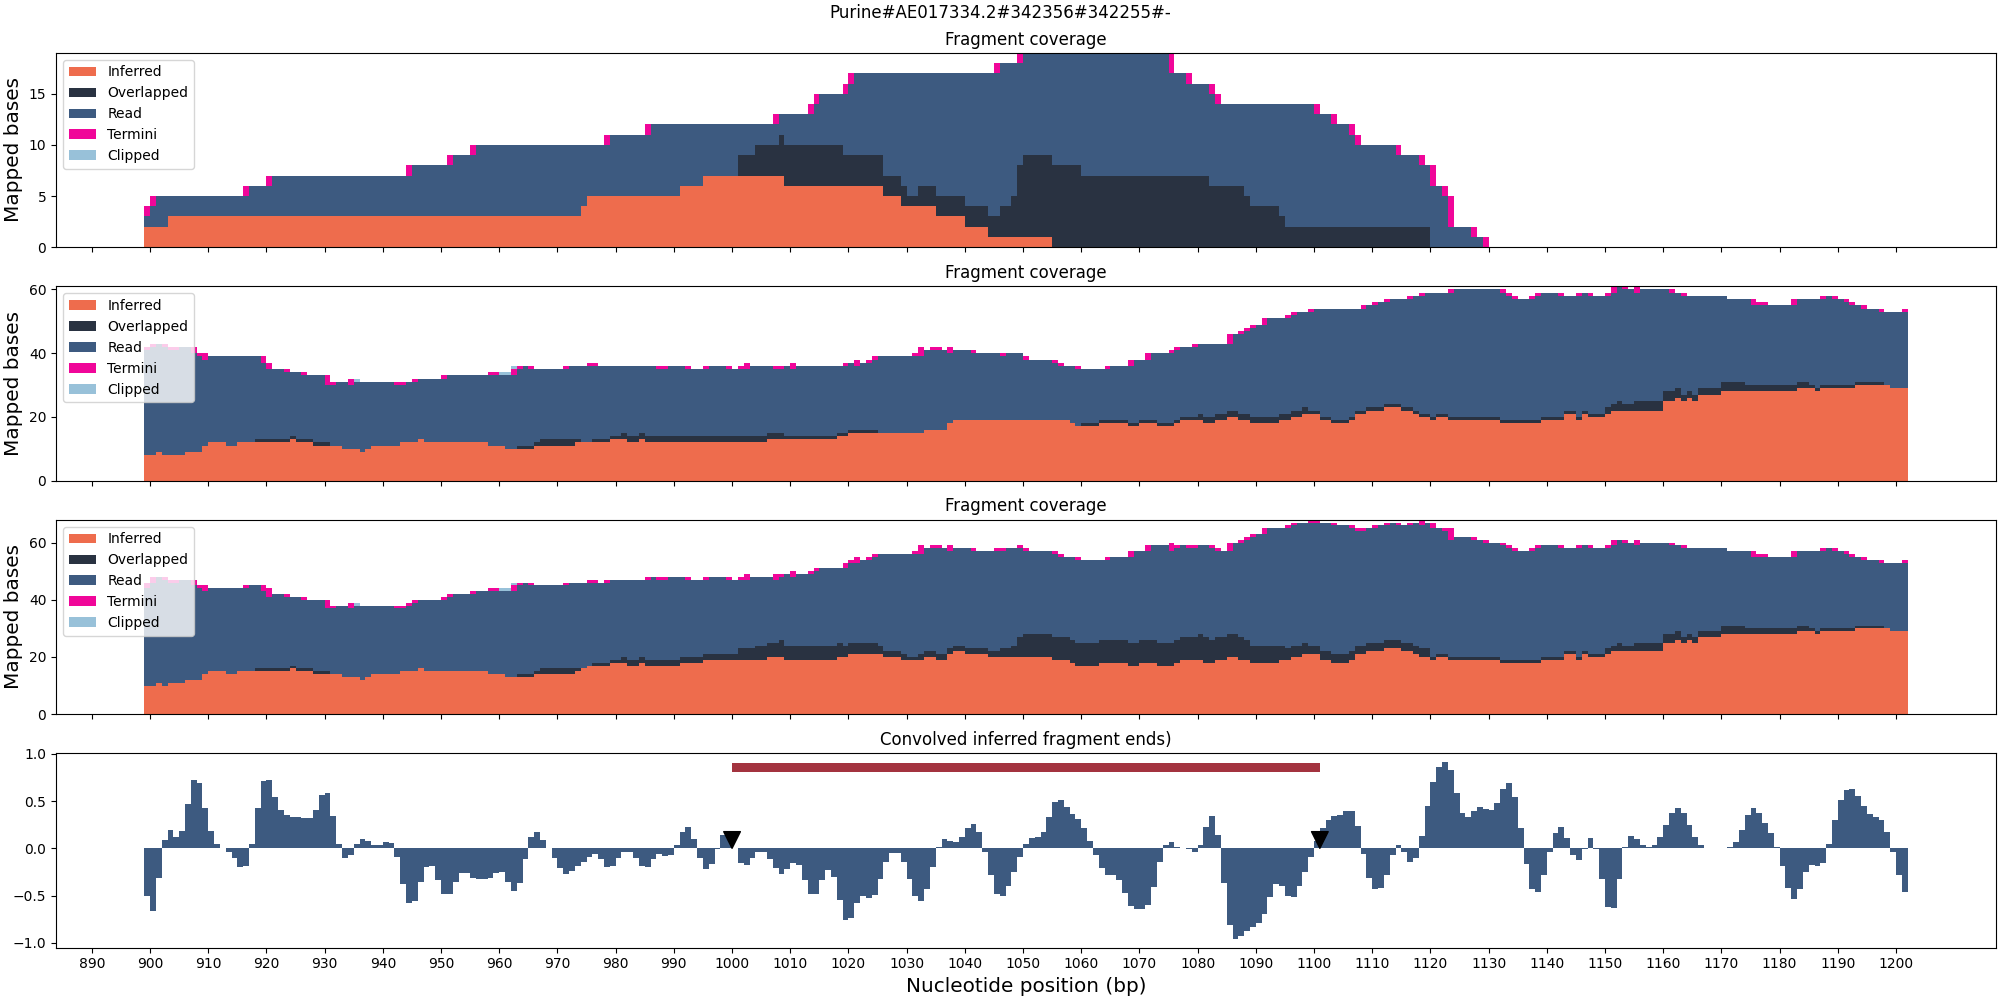 Purine#AE017334.2#342356#342255#-
Fragment coverage
Mapped bases
15
10
5
0
Inferred
Overlapped
Read
Termini
Clipped
Fragment coverage
Mapped bases
60
40
20
0
Inferred
Overlapped
Read
Termini
Clipped
Fragment coverage
Mapped bases
60
40
20
0
Inferred
Overlapped
Read
Termini
Clipped
Convolved inferred fragment ends)
1.0
0.5
0.0
−0.5
−1.0
890 900 910 920 930 940 950 960 970 980 990 1000 1010 1020 1030 1040 1050 1060 1070 1080 1090 1100 1110 1120 1130 1140 1150 1160 1170 1180 1190 1200
Nucleotide position (bp)